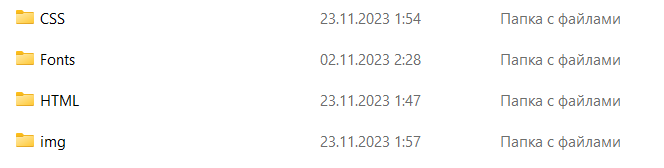 CSS 23.11.2023 1:54 Папка с файлами
Fonts 02.11.2023 2:28 Папка с файлами
HTML 23.11.2023 1:47 Папка с файлами
img 23.11.2023 1:57 Папка с файлами